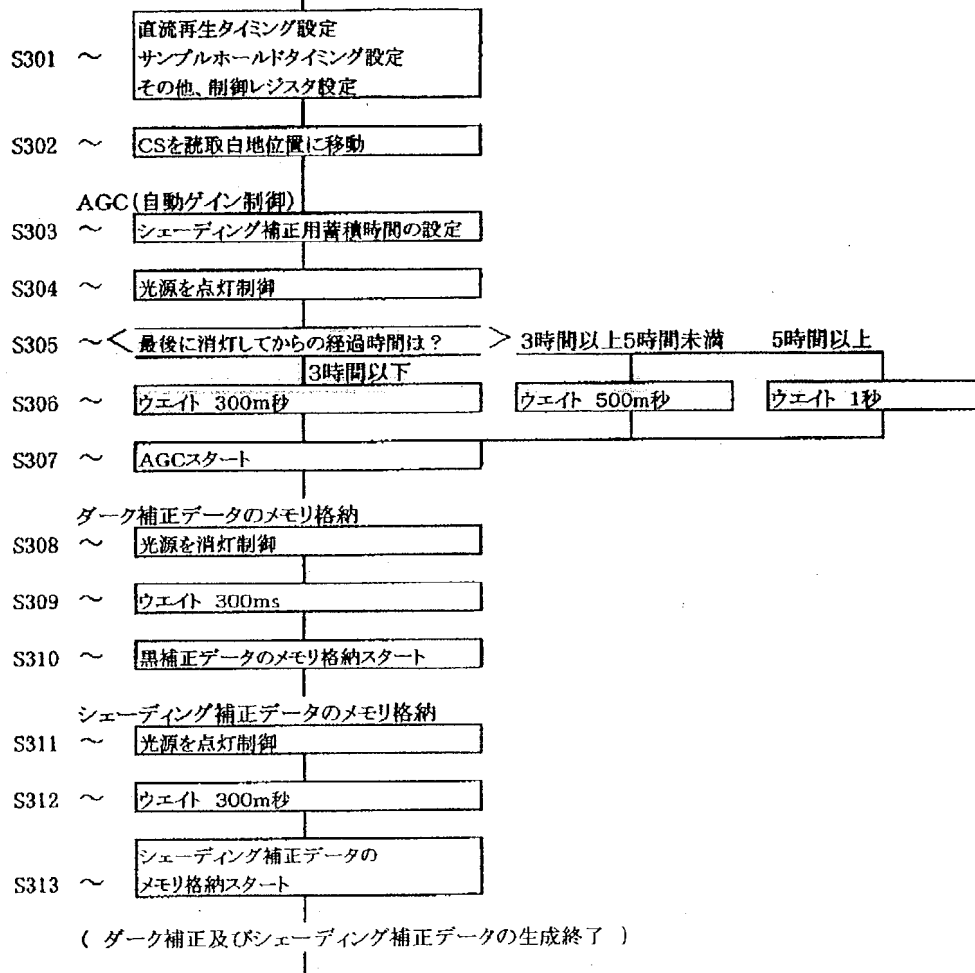 直流再生タイミング設定
S301 ～ サンプルホールドタイミング設定
その他、制御レジスタ設定
S302 ～ CSを読取白地位置に移動
AGC(自動ゲイン制御)
S303 ～ シェーディング補正用蓄積時間の設定
S304 ～ 光源を点灯制御
S305 ～ 最後に消灯してからの経過時間は？ 3時間以上5時間未満 5時間以上
3時間以下
S306 ～ ウエイト 300m秒 ウエイト 500m秒 ウエイト 1秒
S307 ～ AGCスタート
ダーク補正データのメモリ格納
S308 ～ 光源を消灯制御
S309 ～ ウエイト 300ms
S310 ～ 黒補正データのメモリ格納スタート
シェーディング補正データのメモリ格納
S311 ～ 光源を点灯制御
S312 ～ ウエイト 300m秒
シェーディング補正データの
S313 ～ メモリ格納スタート
( ダーク補正及びシェーディング補正データの生成終了 )